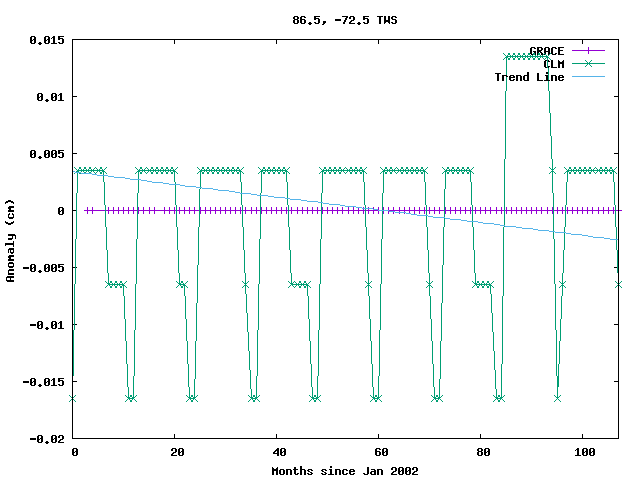 86.5, -72.5 TWS
GRACE
CLM
Trend Line
0.015
0.01
0.005
0
-0.005
-0.01
-0.015
-0.02
Anomaly (cm)
0 20 40 60 80 100
Months since Jan 2002